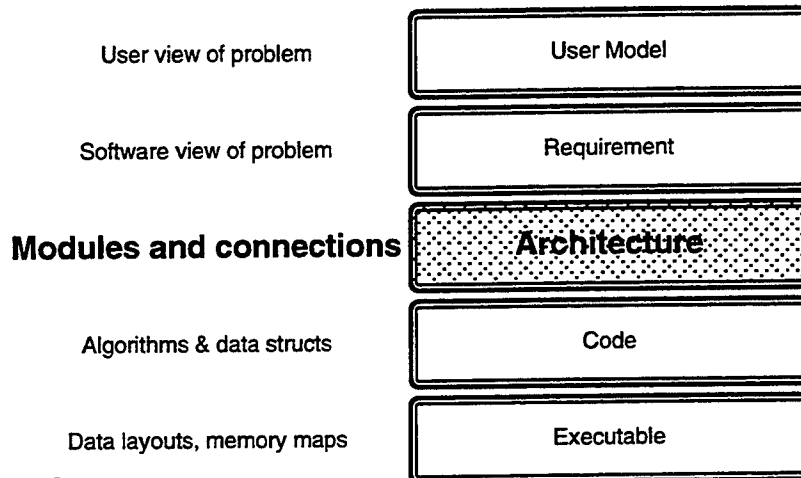 User view of problem
User Model
Software view of problem
Requirement
Modules and connections
Architecture
Algorithms & data structs
Code
Data layouts, memory maps
Executable